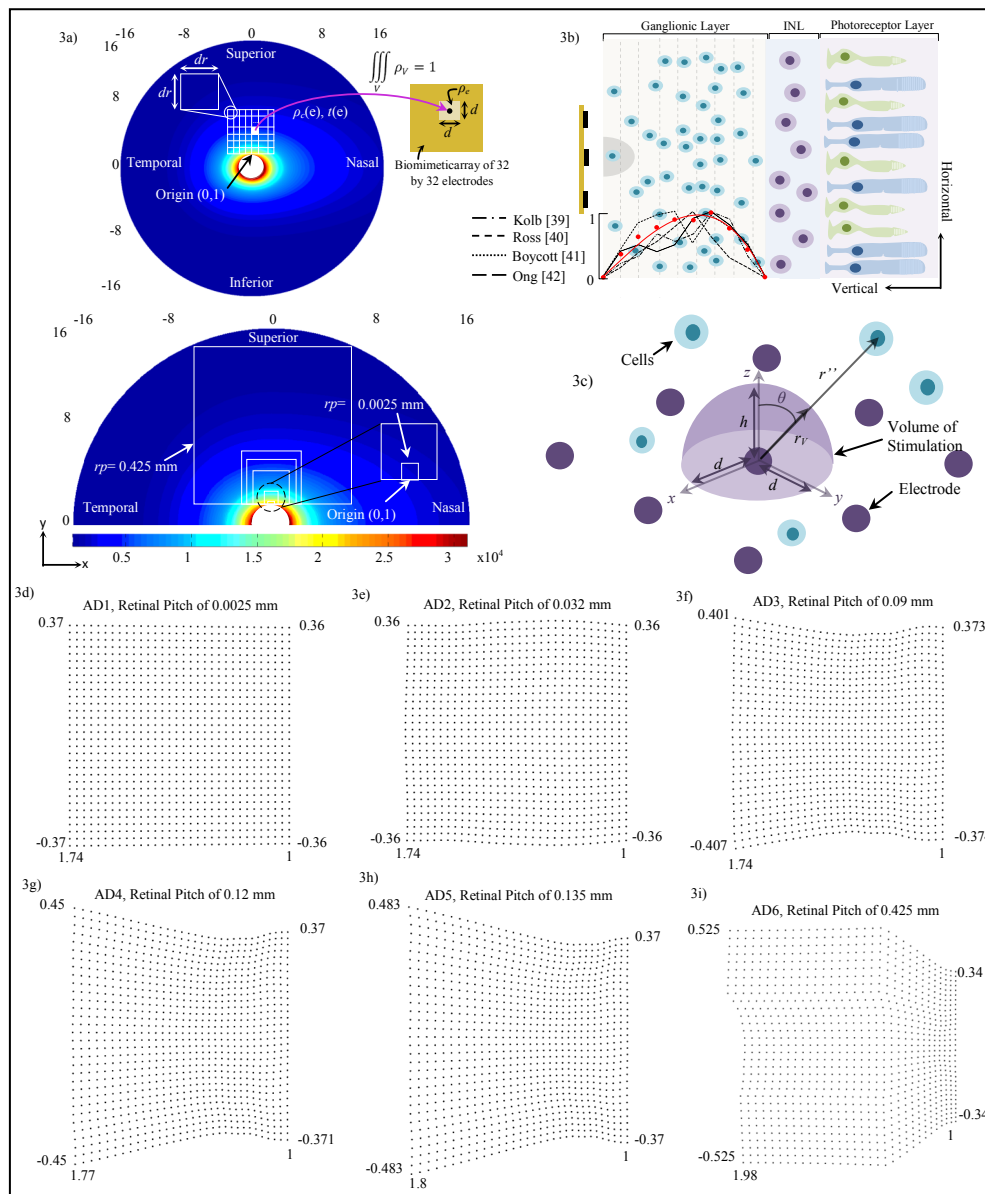 3a)
-16 -8 0 8 16
16
Superior
dr
dr
8
∭ ρV = 1
v
ρc(e), t(e)
ρe
d
d
Biomimeticarray of 32
by 32 electrodes
Temporal
Nasal
0
Origin (0,1)
-8
-16
Inferior
3b)
Ganglionic Layer
INL
Photoreceptor Layer
Horizontal
Vertical
1
0
Kolb [39]
Ross [40]
Boycott [41]
Ong [42]
-16 -8 0 8 16
16
Superior
rp= 0.0025 mm
8
rp= 0.425 mm
Temporal
Origin (0,1)
Nasal
0
y
x
0.5 1 1.5 2 2.5 3 x10⁴
3c)
Cells
z
r’’
θ
h
rV
d
d
x
y
Volume of
Stimulation
Electrode
3d)
AD1, Retinal Pitch of 0.0025 mm
0.37
0.36
-0.37
1.74
-0.36
1
3e)
AD2, Retinal Pitch of 0.032 mm
0.36
0.36
-0.36
1.74
-0.36
1
3f)
AD3, Retinal Pitch of 0.09 mm
0.401
0.373
-0.407
1.74
-0.374
1
3g)
AD4, Retinal Pitch of 0.12 mm
0.45
0.37
-0.45
1.77
-0.371
1
3h)
AD5, Retinal Pitch of 0.135 mm
0.483
0.37
-0.483
1.8
-0.37
1
3i)
AD6, Retinal Pitch of 0.425 mm
0.525
0.34
-0.525
1.98
-0.34
1